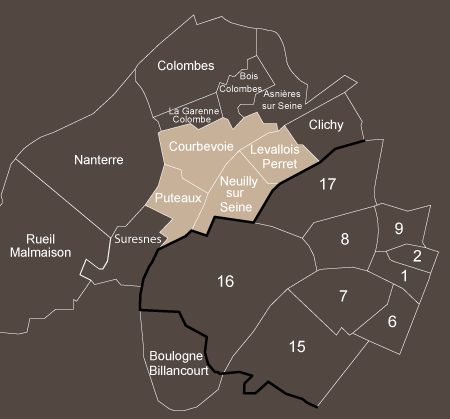 Colombes
Bois
Colombes
Asnières
sur Seine
La Garenne
Colombe
Clichy
Courbevoie
Levallois
Perret
Nanterre
Neuilly
sur
Seine
17
Puteaux
Rueil
Malmaison
Suresnes
8
9
2
1
16
7
6
15
Boulogne
Billancourt